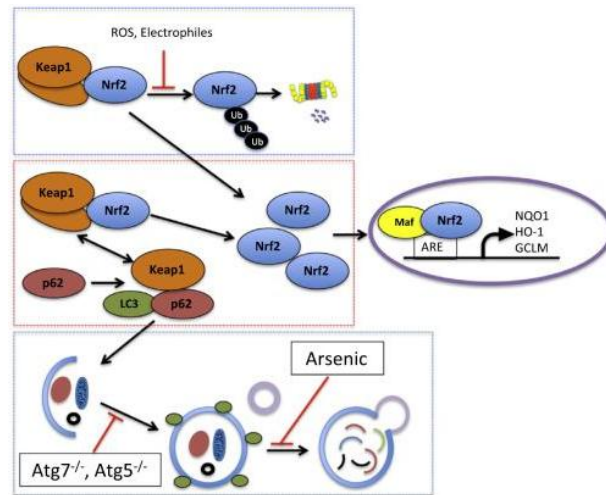 ROS, Electrophiles
Keap1
Nrf2
Nrf2
Ub
Ub
Ub
Keap1
Nrf2
Nrf2
Nrf2
Nrf2
Keap1
p62
LC3
p62
Maf
Nrf2
ARE
NQO1
HO-1
GCLM
Arsenic
Atg7-/-, Atg5-/-